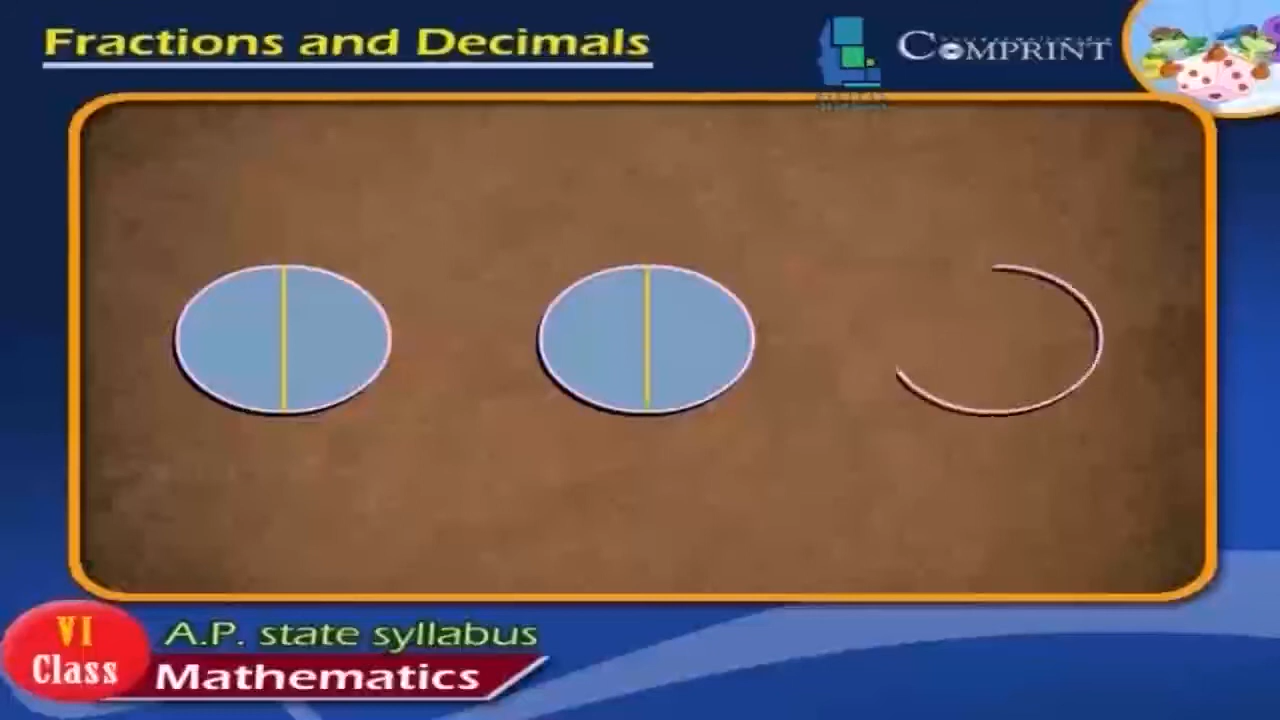 Fractions and Decimals
COMPRINT
VI
Class
A.P. state syllabus
Mathematics